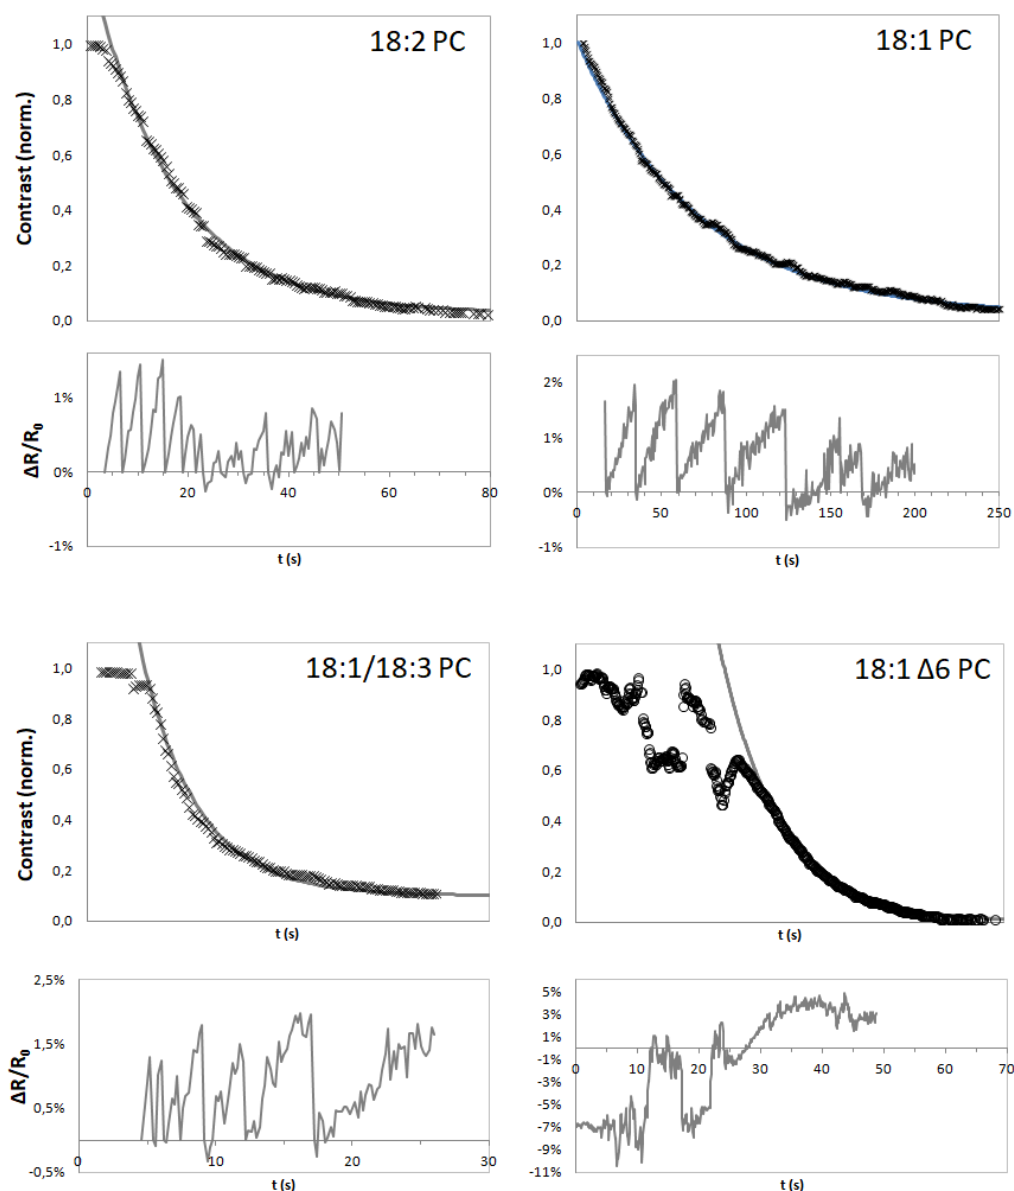 18:2 PC
Contrast (norm.)
1,0
0,8
0,6
0,4
0,2
0,0
ΔR/R0
1%
0%
-1%
0 20 40 60 80
t (s)
18:1 PC
1,0
0,8
0,6
0,4
0,2
0,0
2%
1%
0%
-1%
0 50 100 150 200 250
t (s)
18:1/18:3 PC
Contrast (norm.)
1,0
0,8
0,6
0,4
0,2
0,0
t (s)
ΔR/R0
2,5%
1,5%
0,5%
-0,5%
0 10 20 30
t (s)
18:1 Δ6 PC
1,0
0,8
0,6
0,4
0,2
0,0
t (s)
5%
3%
1%
-1%
-3%
-5%
-7%
-9%
-11%
0 10 20 30 40 50 60 70
t (s)